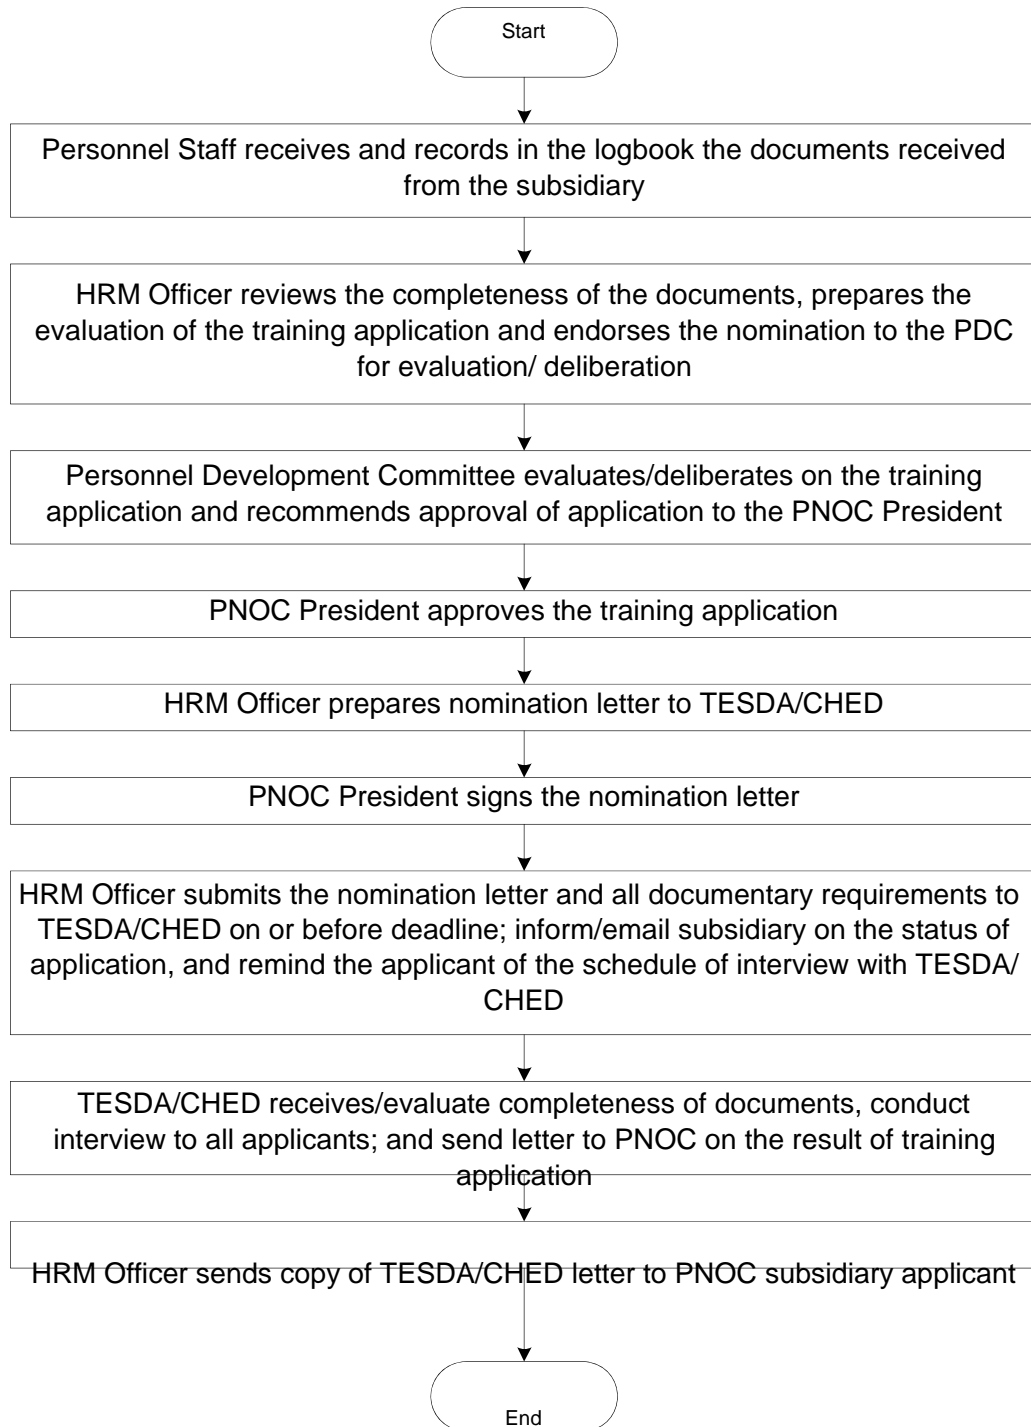 Start
Personnel Staff receives and records in the logbook the documents received
from the subsidiary
HRM Officer reviews the completeness of the documents, prepares the
evaluation of the training application and endorses the nomination to the PDC
for evaluation/ deliberation
Personnel Development Committee evaluates/deliberates on the training
application and recommends approval of application to the PNOC President
PNOC President approves the training application
HRM Officer prepares nomination letter to TESDA/CHED
PNOC President signs the nomination letter
HRM Officer submits the nomination letter and all documentary requirements to
TESDA/CHED on or before deadline; inform/email subsidiary on the status of
application, and remind the applicant of the schedule of interview with TESDA/
CHED
TESDA/CHED receives/evaluate completeness of documents, conduct
interview to all applicants; and send letter to PNOC on the result of training
application
HRM Officer sends copy of TESDA/CHED letter to PNOC subsidiary applicant
End